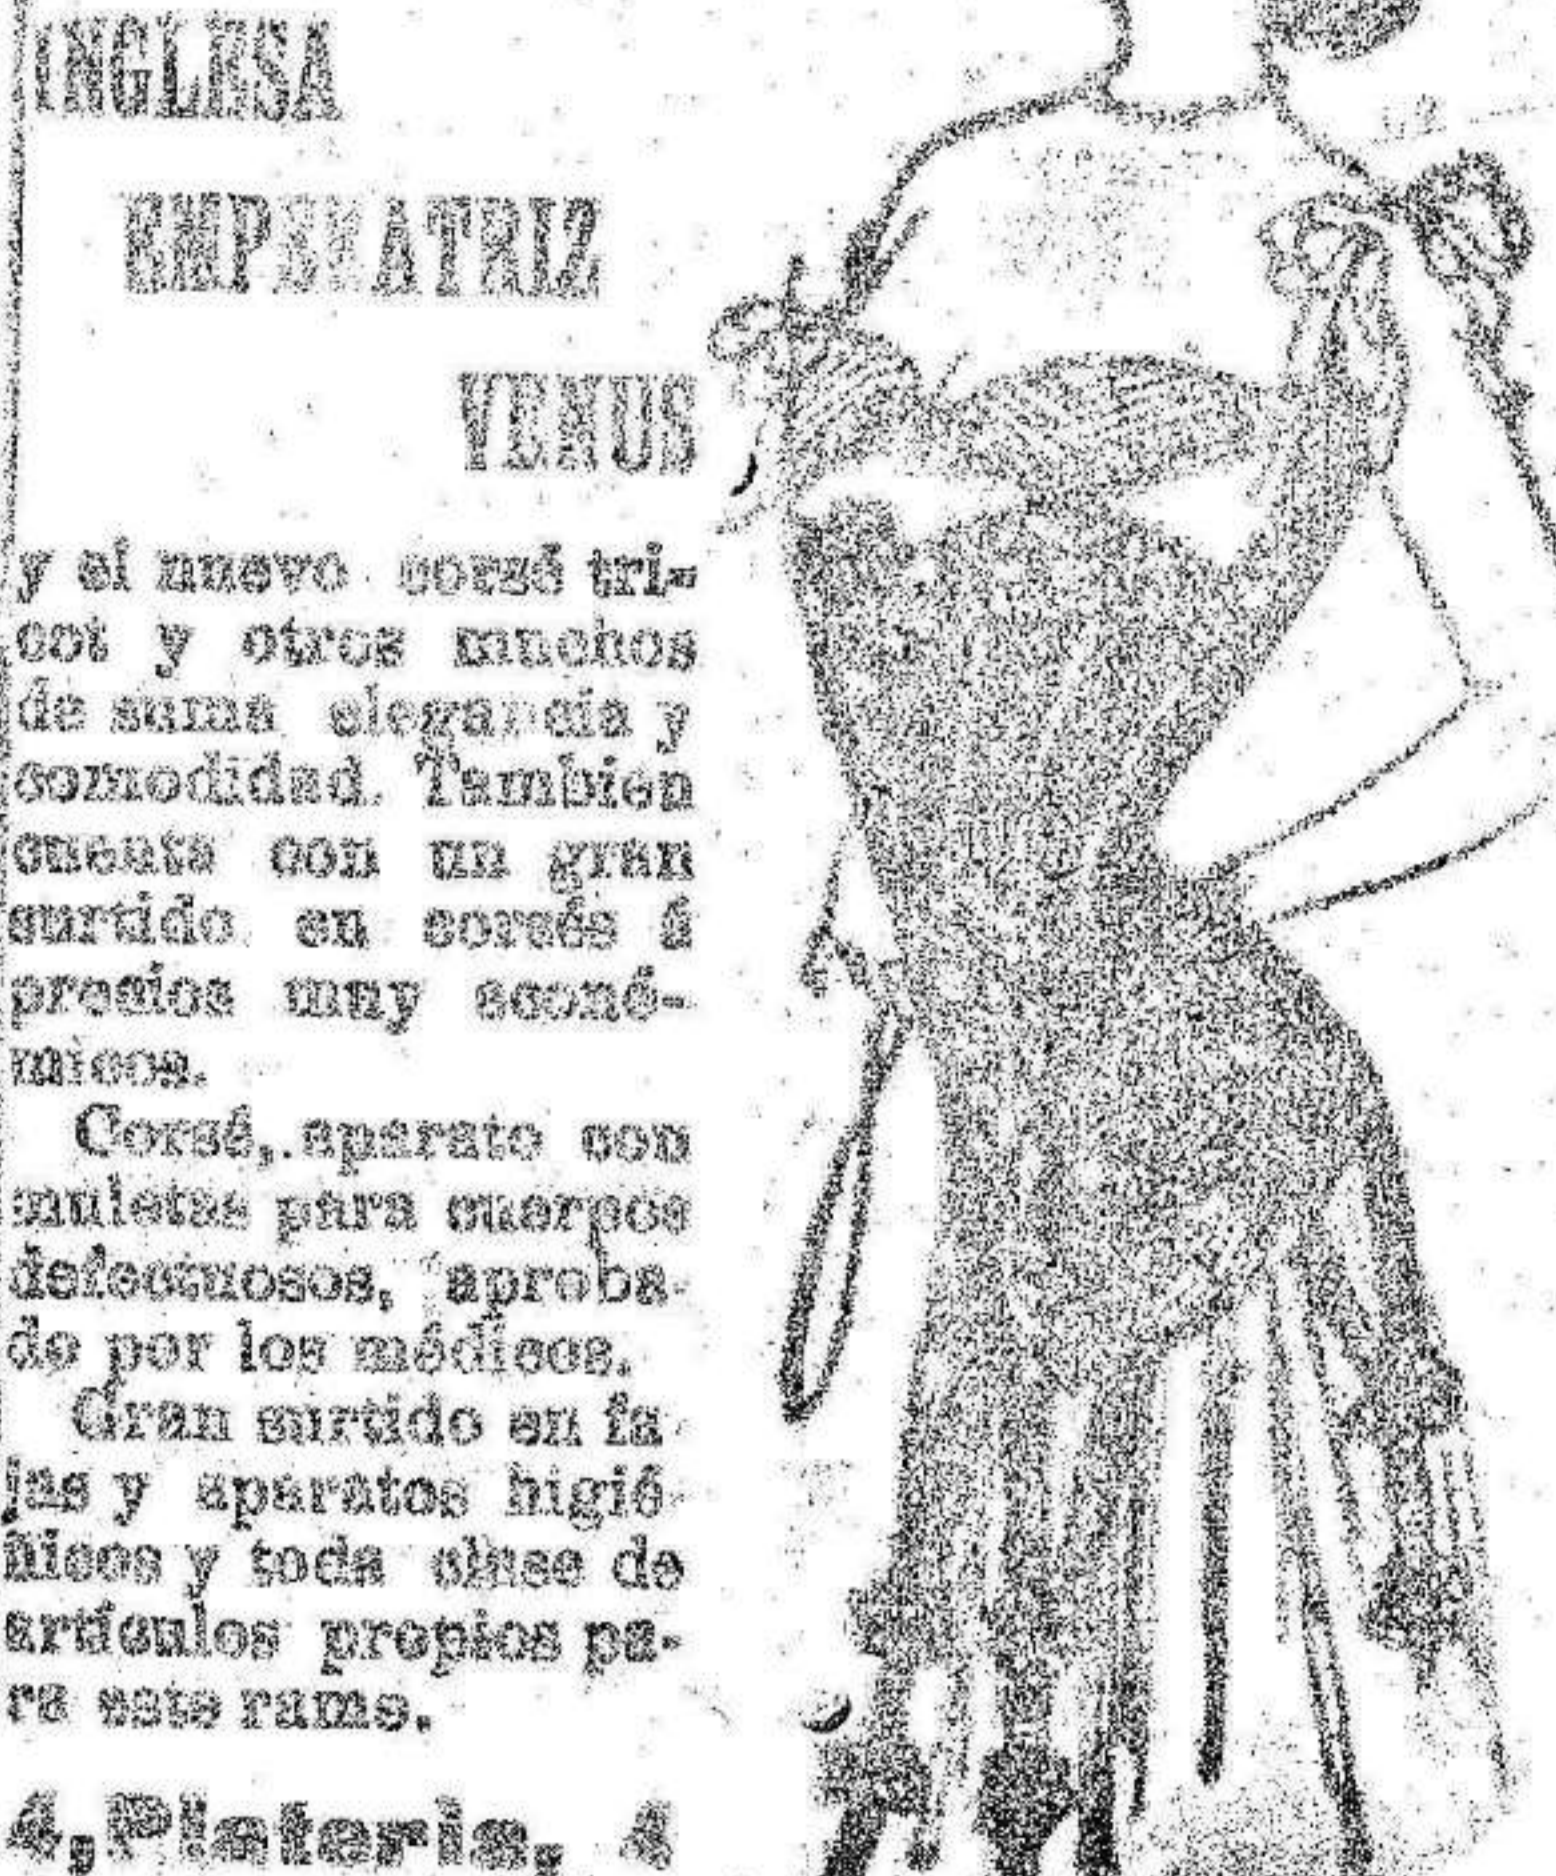 INGLESA
EMPERATRIZ
VENUS
y el nuevo corsé tri-
cot y otros muchos
de suma elegancia y
comodidad. Tambien
cuenta con un gran
surtido en corsés á
precios muy econó-
micos.
Corsé, aparato con
muletas para cuerpos
defectuosos, aproba-
do por los médicos.
Gran surtido en fa-
jas y aparatos higié-
nicos y toda clase de
artículos propios pa-
ra este ramo.
4, Platería, 4